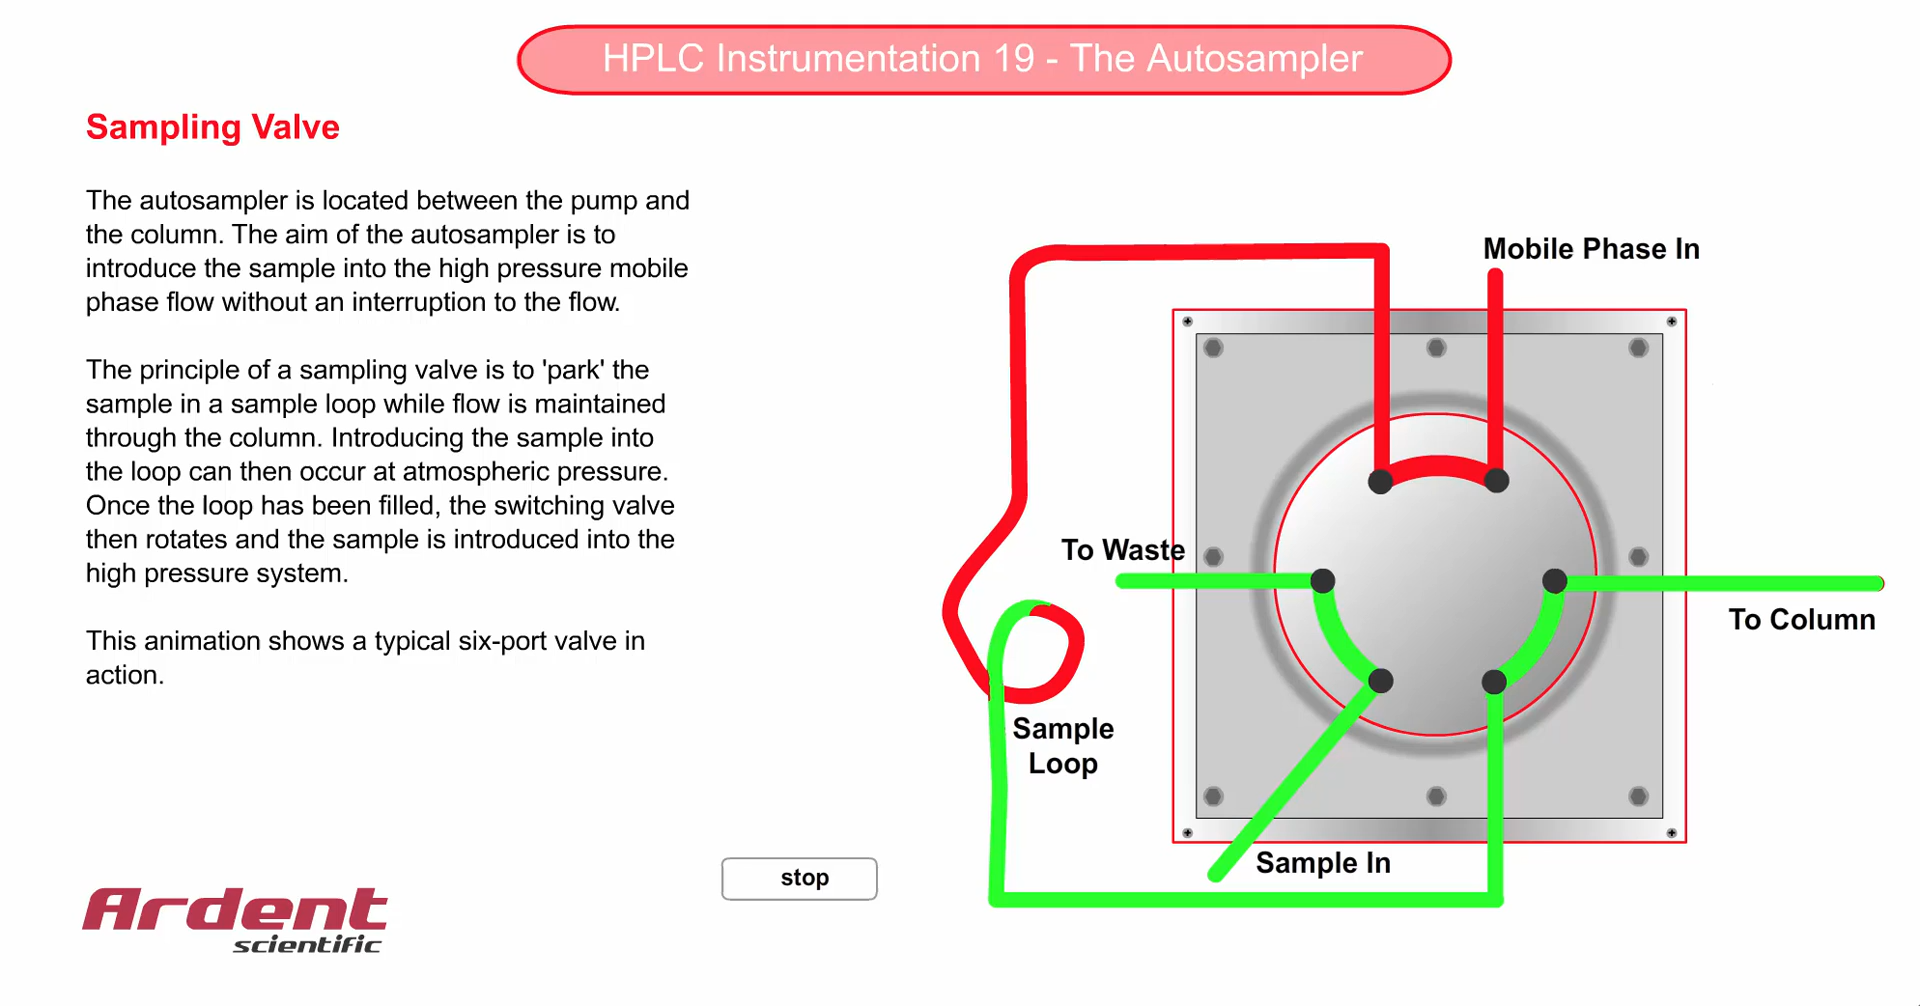 HPLC Instrumentation 19 - The Autosampler
Sampling Valve
The autosampler is located between the pump and
the column. The aim of the autosampler is to
introduce the sample into the high pressure mobile
phase flow without an interruption to the flow.
The principle of a sampling valve is to 'park' the
sample in a sample loop while flow is maintained
through the column. Introducing the sample into
the loop can then occur at atmospheric pressure.
Once the loop has been filled, the switching valve
then rotates and the sample is introduced into the
high pressure system.
This animation shows a typical six-port valve in
action.
Mobile Phase In
To Waste
To Column
Sample
Loop
Sample In
stop
Ardent
scientific